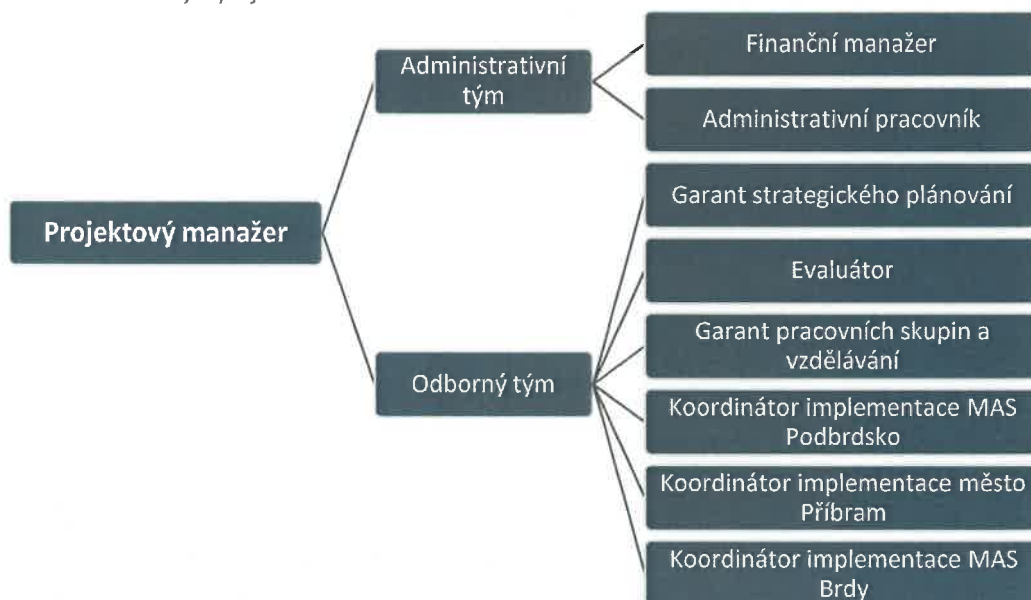 Projektový manažer
Administrativní
tým
Finanční manažer
Administrativní pracovník
Odborný tým
Garant strategického plánování
Evaluátor
Garant pracovních skupin a
vzdělávání
Koordinátor implementace MAS
Podbrdsko
Koordinátor implementace město
Příbram
Koordinátor implementace MAS
Brdy